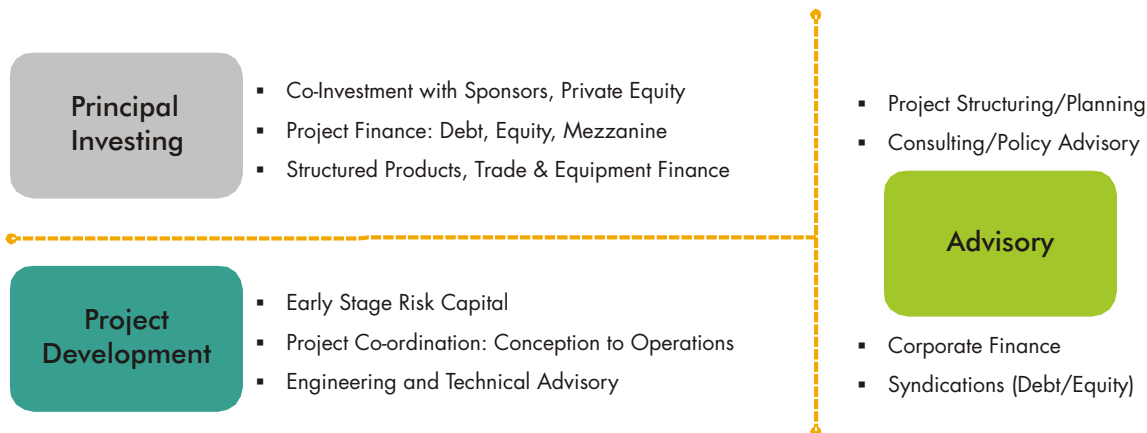 Principal
Investing
▪ Co-Investment with Sponsors, Private Equity
▪ Project Finance: Debt, Equity, Mezzanine
▪ Structured Products, Trade & Equipment Finance
Project
Development
▪ Early Stage Risk Capital
▪ Project Co-ordination: Conception to Operations
▪ Engineering and Technical Advisory
▪ Project Structuring/Planning
▪ Consulting/Policy Advisory
Advisory
▪ Corporate Finance
▪ Syndications (Debt/Equity)